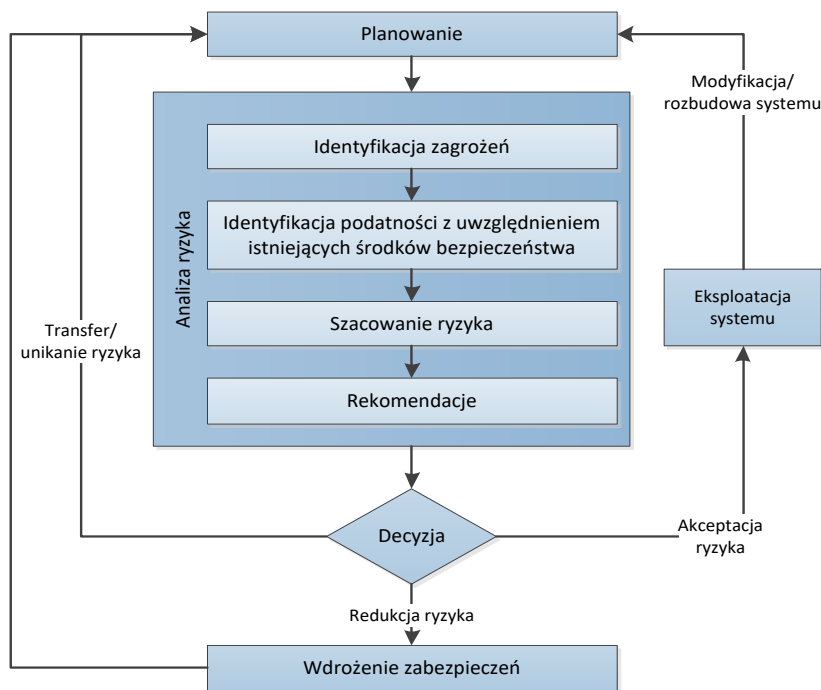 Planowanie
Modyfikacja/
rozbudowa systemu
Analiza ryzyka
Identyfikacja zagrożeń
Identyfikacja podatności z uwzględnieniem
istniejących środków bezpieczeństwa
Szacowanie ryzyka
Rekomendacje
Eksploatacja
systemu
Transfer/
unikanie ryzyka
Decyzja
Akceptacja
ryzyka
Redukcja ryzyka
Wdrożenie zabezpieczeń